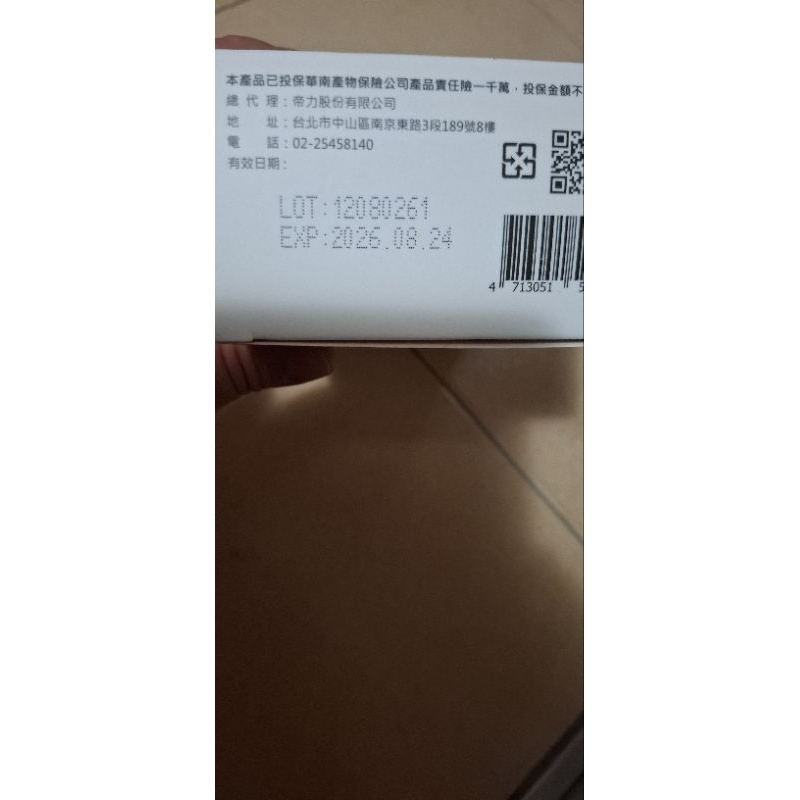 本產品已投保華南產物保險公司產品責任險一千萬，投保金額不
總 代 理：帝力股份有限公司
地 址：台北市中山區南京東路3段189號8樓
電 話：02-25458140
有效日期：
LOT:12080261
EXP:2026.08.24
4 713051 5